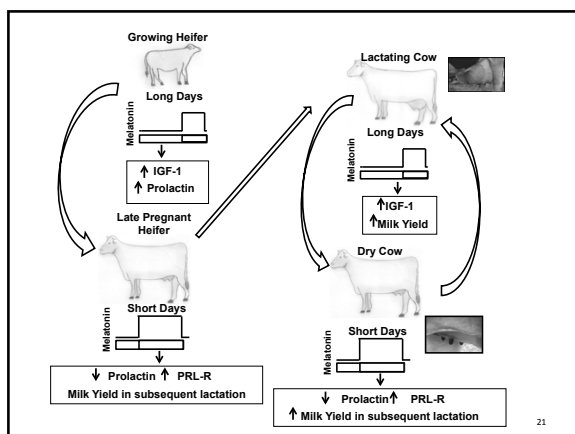 Growing Heifer
Long Days
Melatonin
↑ IGF-1
↑ Prolactin
Late Pregnant
Heifer
Short Days
Melatonin
↓ Prolactin ↑ PRL-R
Milk Yield in subsequent lactation
Lactating Cow
Long Days
Melatonin
↑IGF-1
↑Milk Yield
Dry Cow
Short Days
Melatonin
↓ Prolactin↑ PRL-R
↑ Milk Yield in subsequent lactation
21